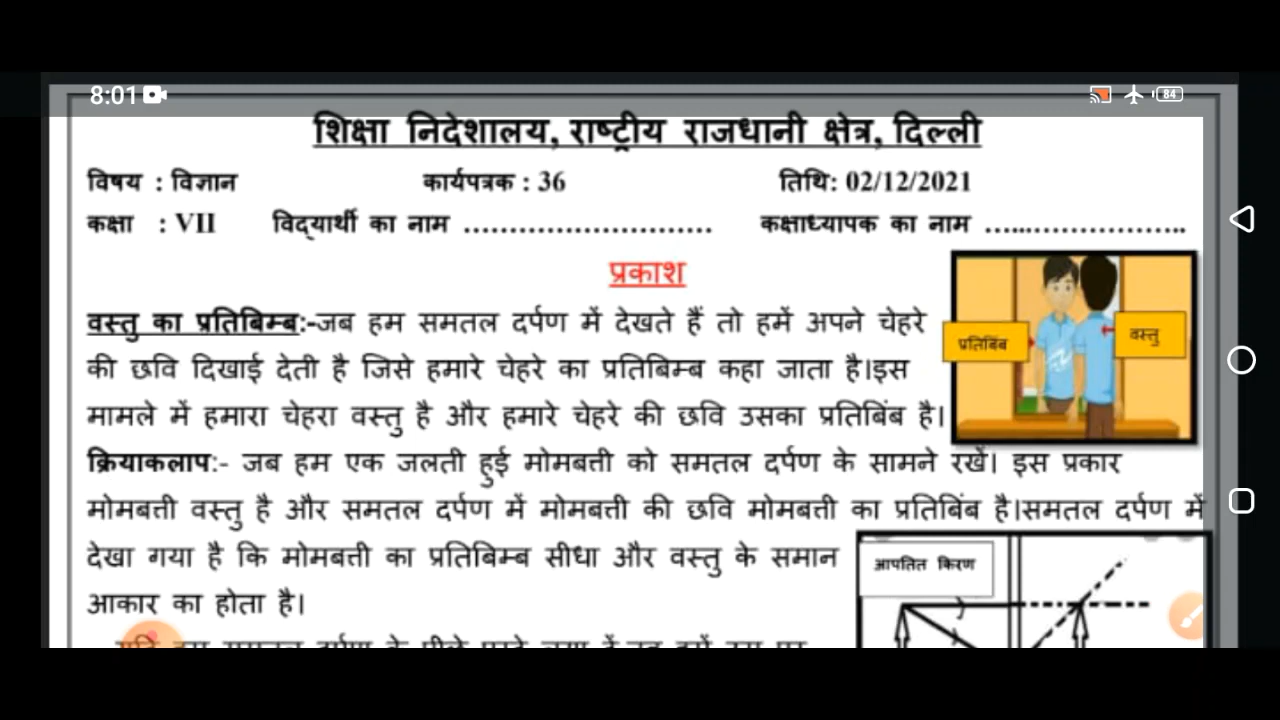 8:01
84
शिक्षा निदेशालय, राष्ट्रीय राजधानी क्षेत्र, दिल्ली
विषय : विज्ञान कार्यपत्रक : 36 तिथि: 02/12/2021
कक्षा : VII विद्यार्थी का नाम ........................... कक्षाध्यापक का नाम ......................
प्रकाश
वस्तु का प्रतिबिम्ब:-जब हम समतल दर्पण में देखते हैं तो हमें अपने चेहरे
की छवि दिखाई देती है जिसे हमारे चेहरे का प्रतिबिम्ब कहा जाता है।इस
मामले में हमारा चेहरा वस्तु है और हमारे चेहरे की छवि उसका प्रतिबिंब है।
प्रतिबिंब
वस्तु
क्रियाकलाप:- जब हम एक जलती हुई मोमबत्ती को समतल दर्पण के सामने रखें। इस प्रकार
मोमबत्ती वस्तु है और समतल दर्पण में मोमबत्ती की छवि मोमबत्ती का प्रतिबिंब है।समतल दर्पण में
देखा गया है कि मोमबत्ती का प्रतिबिम्ब सीधा और वस्तु के समान
आकार का होता है।
आपतित किरण